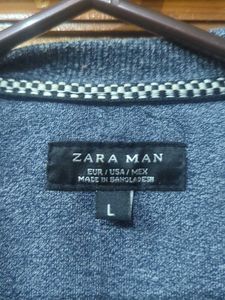 ZARA MAN
EUR / USA / MEX
MADE IN BANGLADESH
L